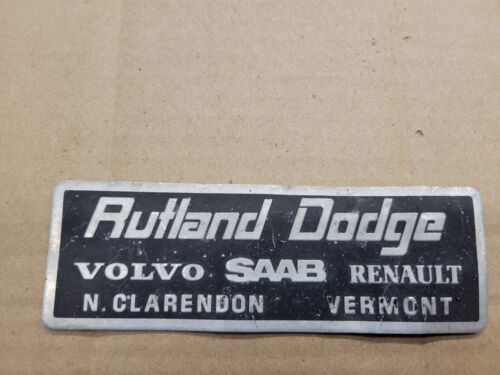 Rutland Dodge
VOLVO SAAB RENAULT
N. CLARENDON VERMONT